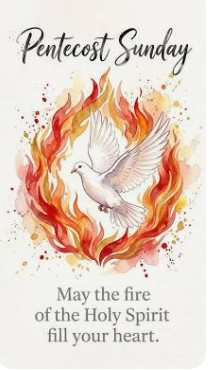 Pentecost Sunday
May the fire
of the Holy Spirit
fill your heart.